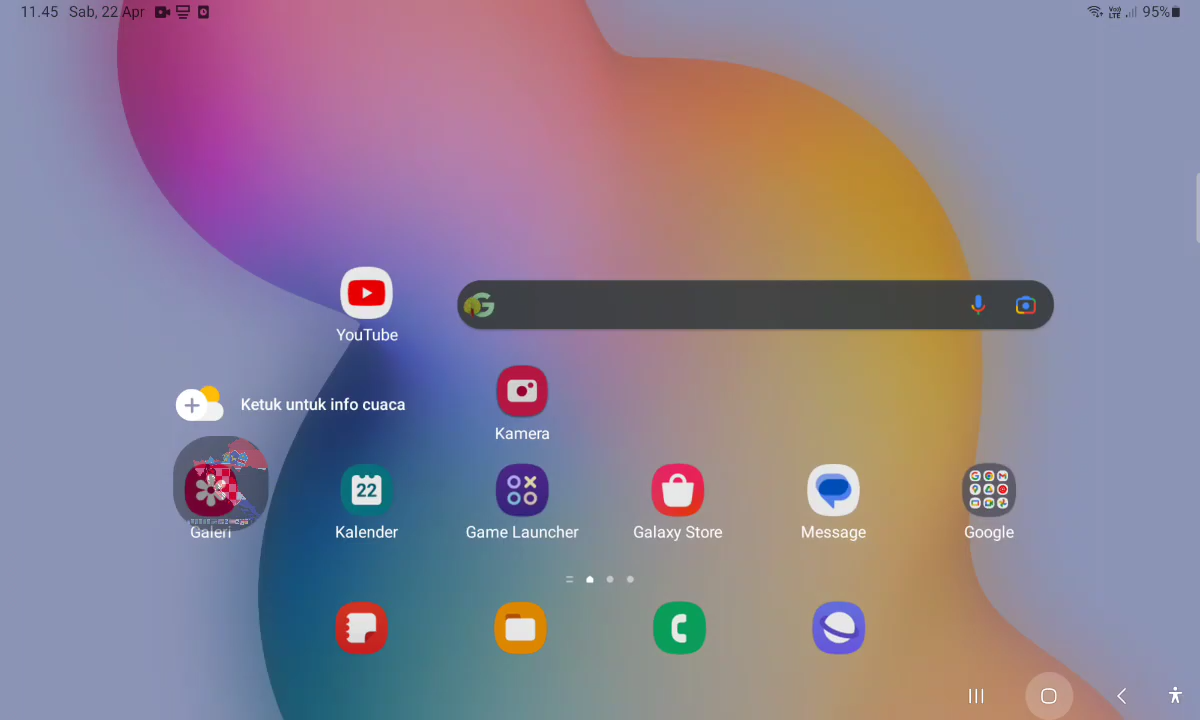 11.45 Sab, 22 Apr
95%
YouTube
Ketuk untuk info cuaca
Kamera
22
Galeri
Kalender
Game Launcher
Galaxy Store
Message
Google